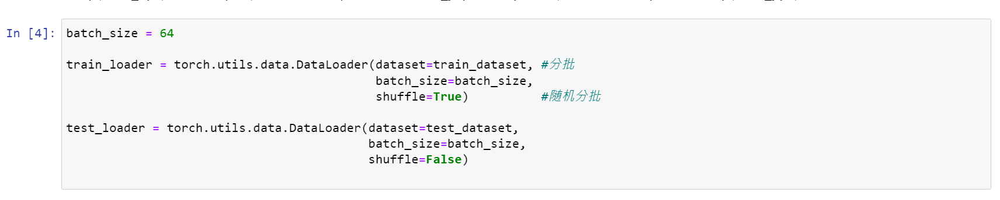 In [4]: batch_size = 64
train_loader = torch.utils.data.DataLoader(dataset=train_dataset, #分批
batch_size=batch_size,
shuffle=True) #随机分批
test_loader = torch.utils.data.DataLoader(dataset=test_dataset,
batch_size=batch_size,
shuffle=False)